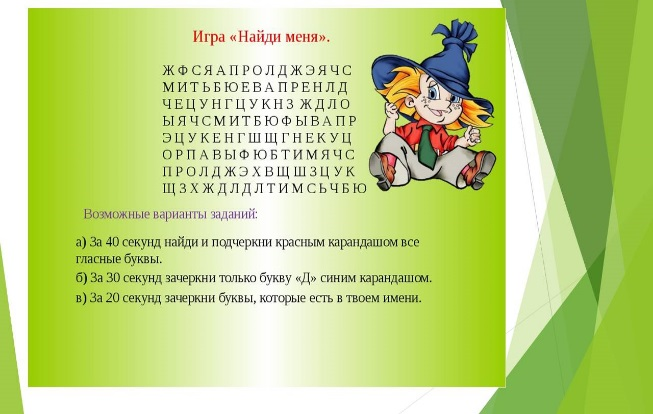 Игра «Найди меня».
Ж Ф С Я А П Р О Л Д Ж Э Я Ч С
М И Т Ь Б Ю Е В А П Р Е Н Л Д
Ч Е Ц У Н Г Ц У К Н З Ж Д Л О
Ы Я Ч С М И Т Б Ю Ф Ы В А П Р
Э Ц У К Е Н Г Ш Щ Г Н Е К У Ц
О Р П А В Ы Ф Ю Б Т И М Я Ч С
П Р О Л Д Ж Э Х В Щ Ш З Ц У К
Щ З Х Ж Д Л Д Л Т И М С Ь Ч Б Ю
Возможные варианты заданий:
а) За 40 секунд найди и подчеркни красным карандашом все
гласные буквы.
б) За 30 секунд зачеркни только букву «Д» синим карандашом.
в) За 20 секунд зачеркни буквы, которые есть в твоем имени.